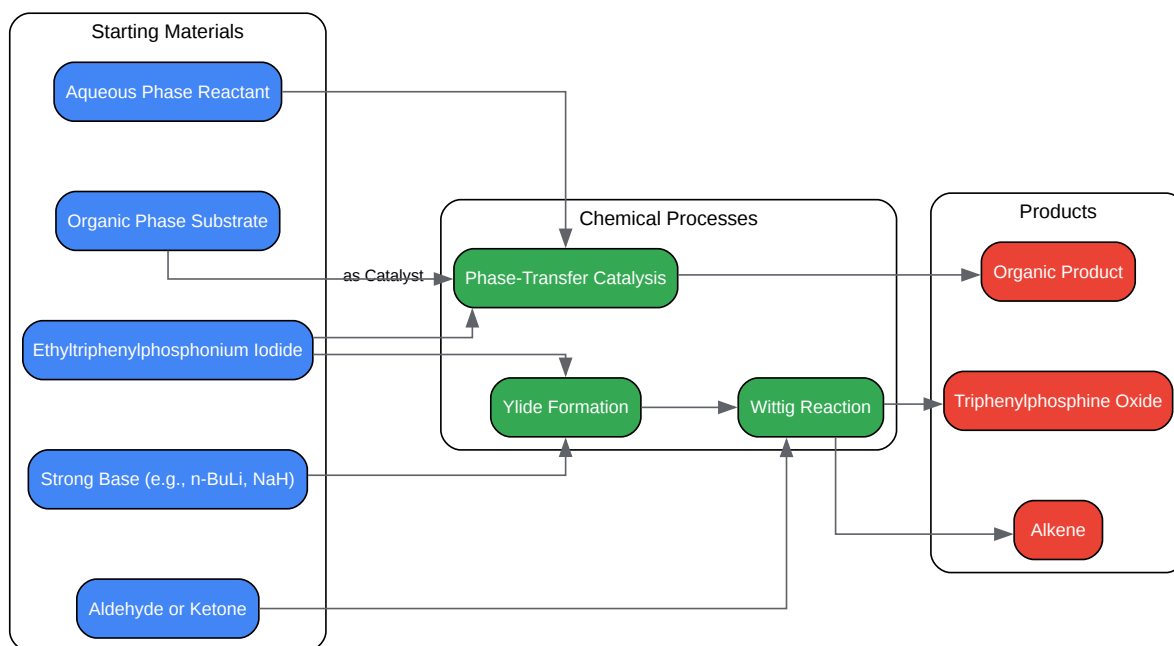 Starting Materials
Aqueous Phase Reactant
Organic Phase Substrate
Ethyltriphenylphosphonium Iodide
Strong Base (e.g., n-BuLi, NaH)
Aldehyde or Ketone
as Catalyst
Chemical Processes
Phase-Transfer Catalysis
Ylide Formation
Wittig Reaction
Products
Organic Product
Triphenylphosphine Oxide
Alkene